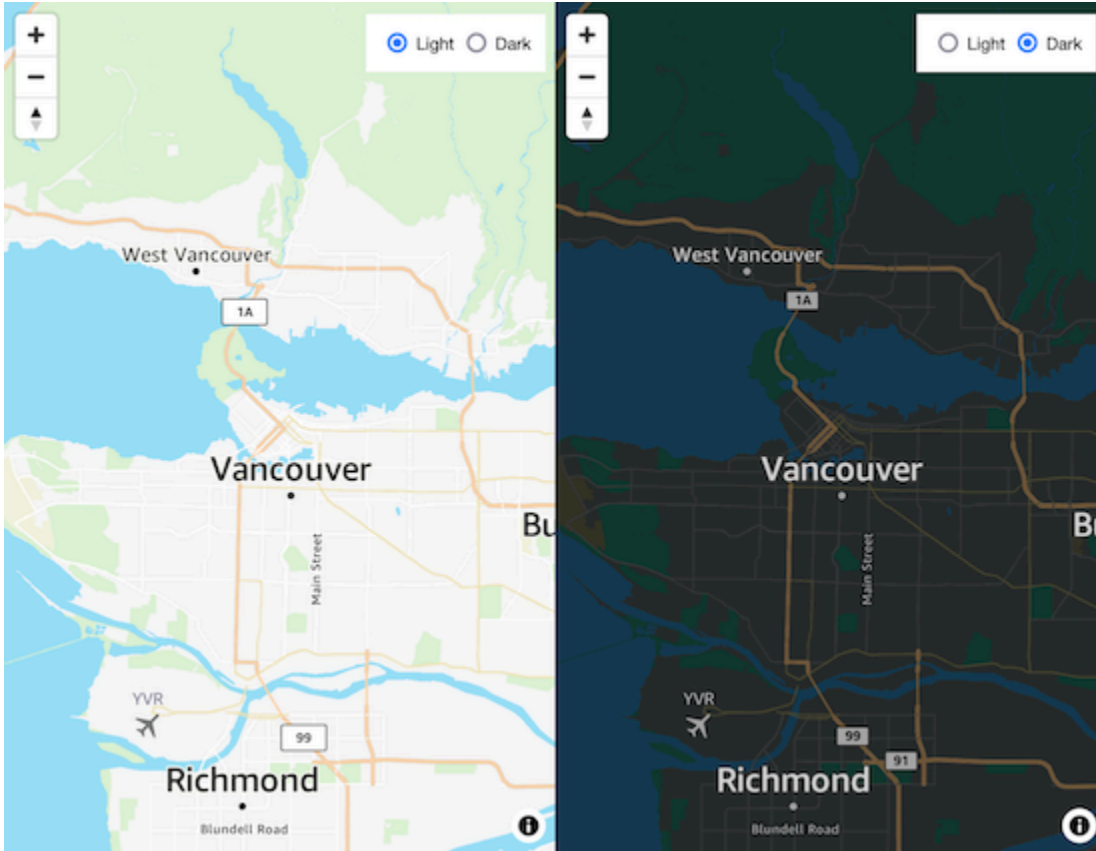 Light Dark
West Vancouver
1A
Vancouver
Bu
Main Street
YVR
99
Richmond
Blundell Road
Light Dark
West Vancouver
1A
Vancouver
Main Street
YVR
99
91
Richmond
Blundell Road